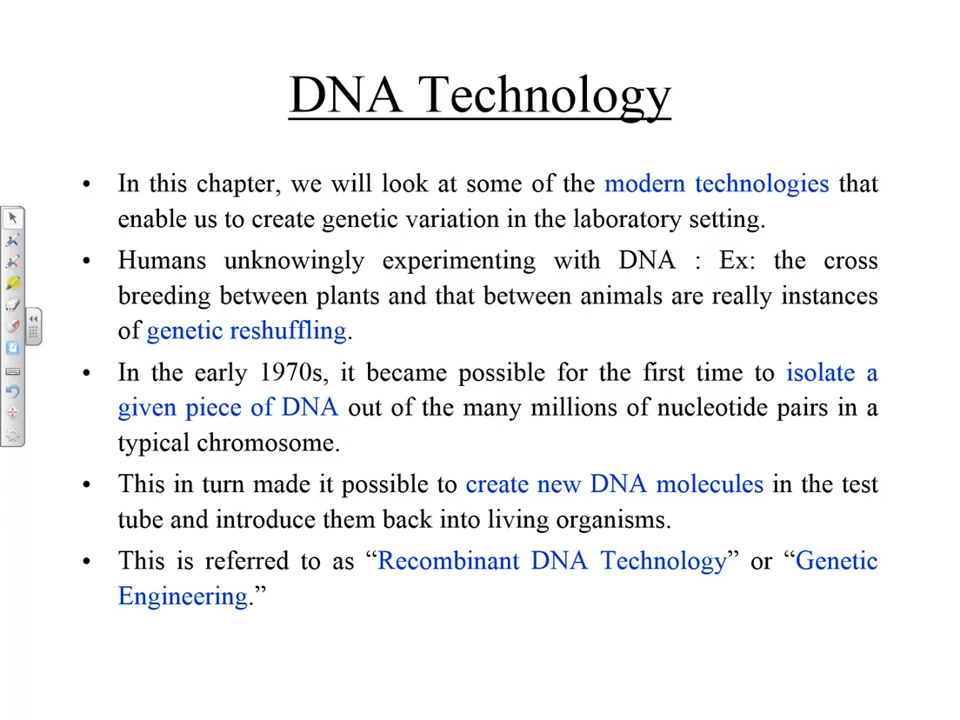 DNA Technology
• In this chapter, we will look at some of the modern technologies that
enable us to create genetic variation in the laboratory setting.
• Humans unknowingly experimenting with DNA : Ex: the cross
breeding between plants and that between animals are really instances
of genetic reshuffling.
• In the early 1970s, it became possible for the first time to isolate a
given piece of DNA out of the many millions of nucleotide pairs in a
typical chromosome.
• This in turn made it possible to create new DNA molecules in the test
tube and introduce them back into living organisms.
• This is referred to as “Recombinant DNA Technology” or “Genetic
Engineering.”